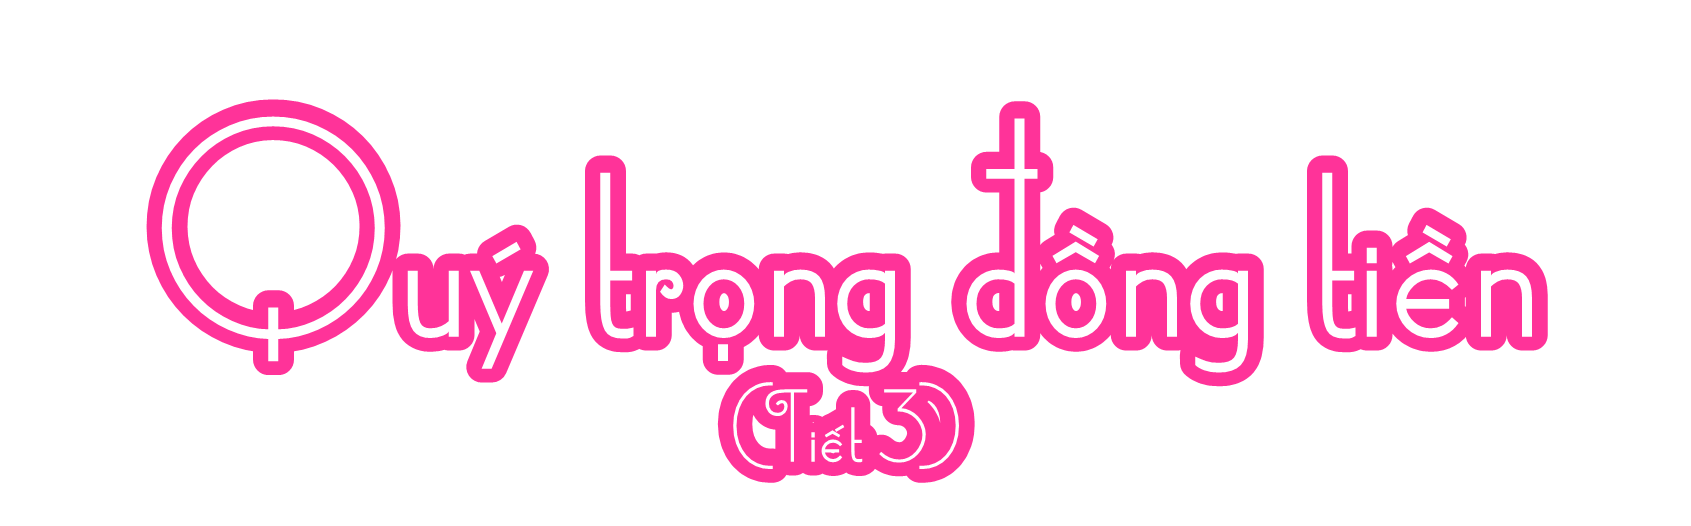 Quý trọng đồng tiền
(Tiết 3)